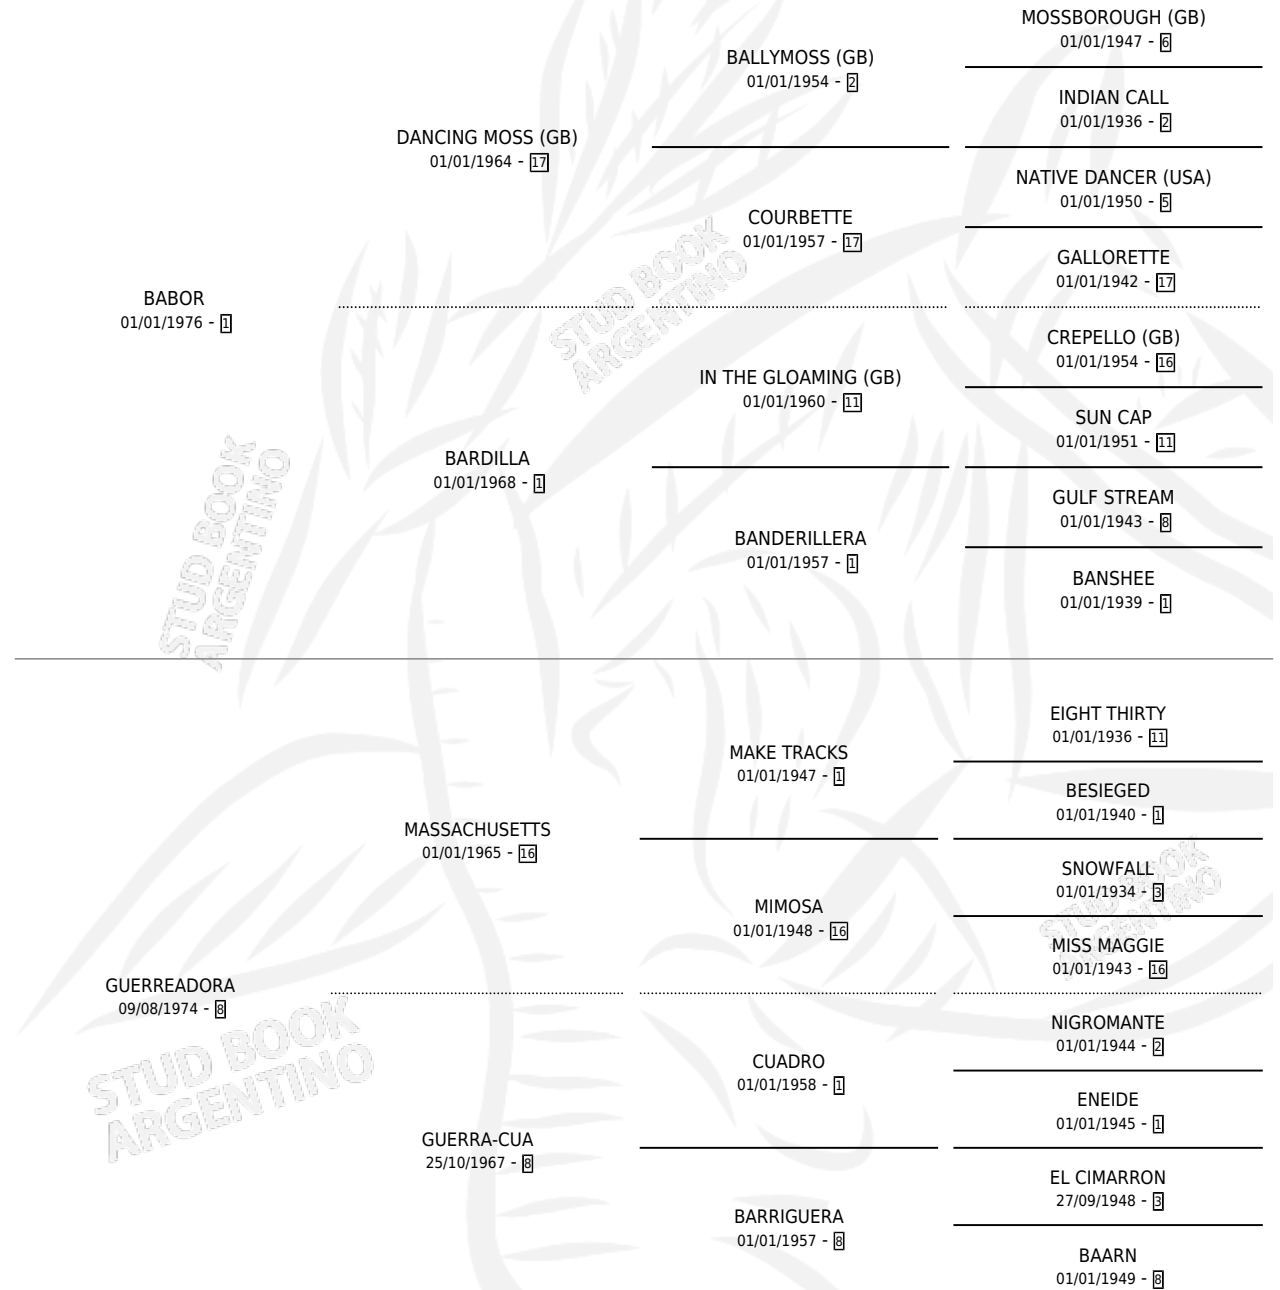 MOSSBOROUGH (GB)
01/01/1947 - 6
BALLYMOSS (GB)
01/01/1954 - 2
INDIAN CALL
01/01/1936 - 2
DANCING MOSS (GB)
01/01/1964 - 17
NATIVE DANCER (USA)
01/01/1950 - 5
COURBETTE
01/01/1957 - 17
GALLORETTE
01/01/1942 - 17
BABOR
01/01/1976 - 1
CREPELLO (GB)
01/01/1954 - 16
IN THE GLOAMING (GB)
01/01/1960 - 11
SUN CAP
01/01/1951 - 11
BARDILLA
01/01/1968 - 1
GULF STREAM
01/01/1943 - 8
BANDERILLERA
01/01/1957 - 1
BANSHEE
01/01/1939 - 1
EIGHT THIRTY
01/01/1936 - 11
MAKE TRACKS
01/01/1947 - 1
BESIEGED
01/01/1940 - 1
MASSACHUSETTS
01/01/1965 - 16
SNOWFALL
01/01/1934 - 3
MIMOSA
01/01/1948 - 16
MISS MAGGIE
01/01/1943 - 16
GUERREADORA
09/08/1974 - 8
NIGROMANTE
01/01/1944 - 2
CUADRO
01/01/1958 - 1
ENEIDE
01/01/1945 - 1
GUERRA-CUA
25/10/1967 - 8
EL CIMARRON
27/09/1948 - 3
BARRIGUERA
01/01/1957 - 8
BAARN
01/01/1949 - 8
STUD BOOK
ARGENTINO
STUD BOOK
ARGENTINO
STUD BOOK
ARGENTINO
STUD BOOK
ARGENTINO